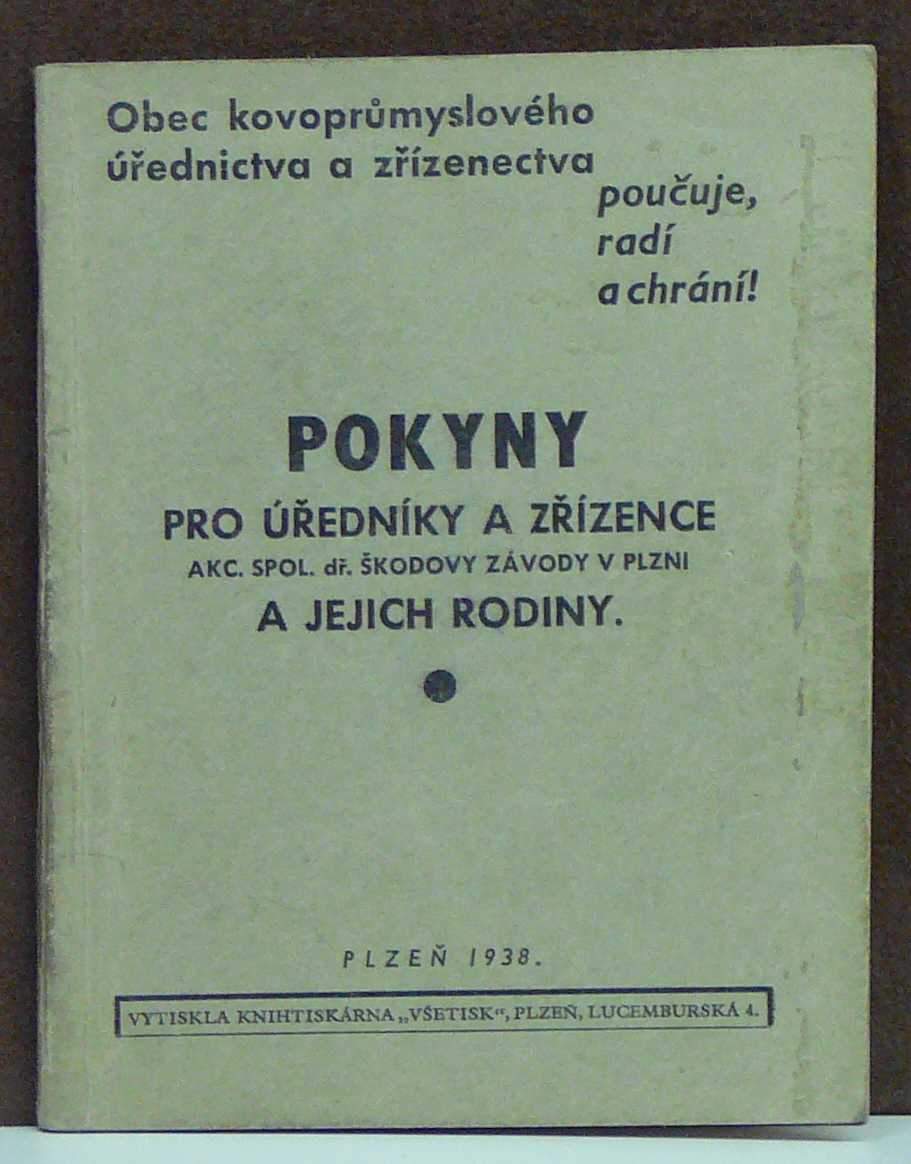 Obec kovoprůmyslového
úřednictva a zřízenectva
poučuje,
radí
a chrání!
POKYNY
PRO ÚŘEDNÍKY A ZŘÍZENCE
AKC. SPOL. dř. ŠKODOVY ZÁVODY V PLZNI
A JEJICH RODINY.
PLZEŇ 1938.
VYTISKLA KNIHTISKÁRNA „VŠETISK“, PLZEŇ, LUCEMBURSKÁ 4.